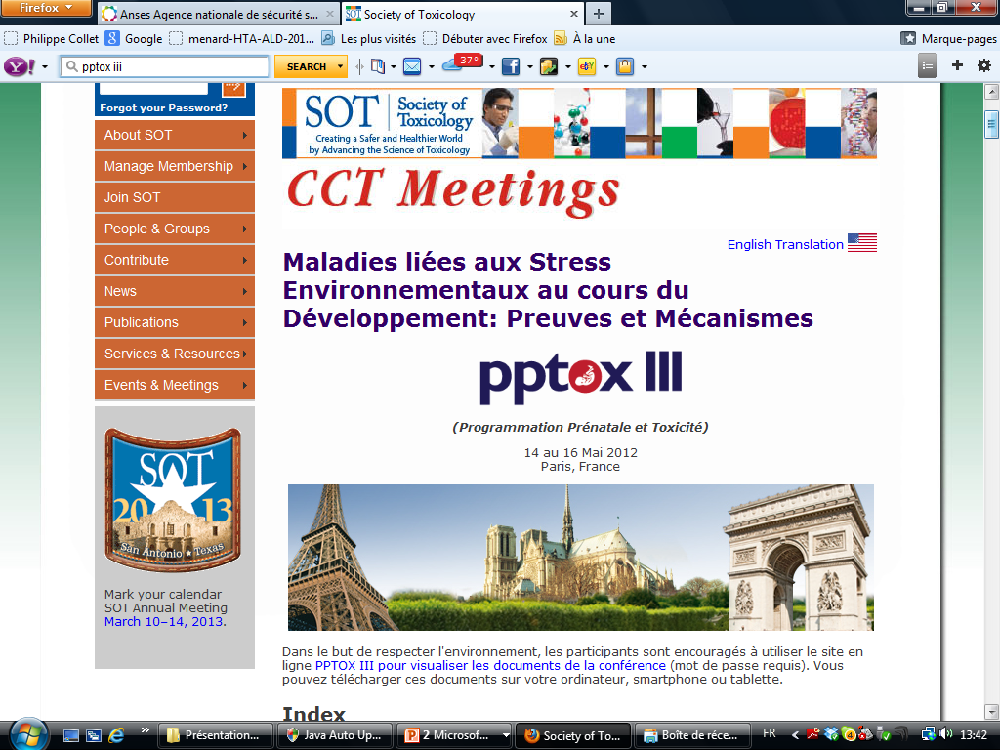 Firefox
Anses Agence nationale de sécurité s...
SOT Society of Toxicology
Philippe Collet
Google
menard-HTA-ALD-201...
Les plus visités
Débuter avec Firefox
À la une
Marque-pages
Y!
pptox iii
SEARCH
37°
Forgot your Password?
About SOT
Manage Membership
Join SOT
People & Groups
Contribute
News
Publications
Services & Resources
Events & Meetings
SOT
2013
San Antonio ★ Texas
Mark your calendar
SOT Annual Meeting
March 10–14, 2013.
SOT
Society of
Toxicology
Creating a Safer and Healthier World
by Advancing the Science of Toxicology
CCT Meetings
English Translation
Maladies liées aux Stress
Environnementaux au cours du
Développement: Preuves et Mécanismes
pptox III
(Programmation Prénatale et Toxicité)
14 au 16 Mai 2012
Paris, France
Dans le but de respecter l'environnement, les participants sont encouragés à utiliser le site en
ligne PPTOX III pour visualiser les documents de la conférence (mot de passe requis). Vous
pouvez télécharger ces documents sur votre ordinateur, smartphone ou tablette.
Index
Présentation...
Java Auto Up...
2 Microsof...
Society of To...
Boîte de réce...
FR
13:42